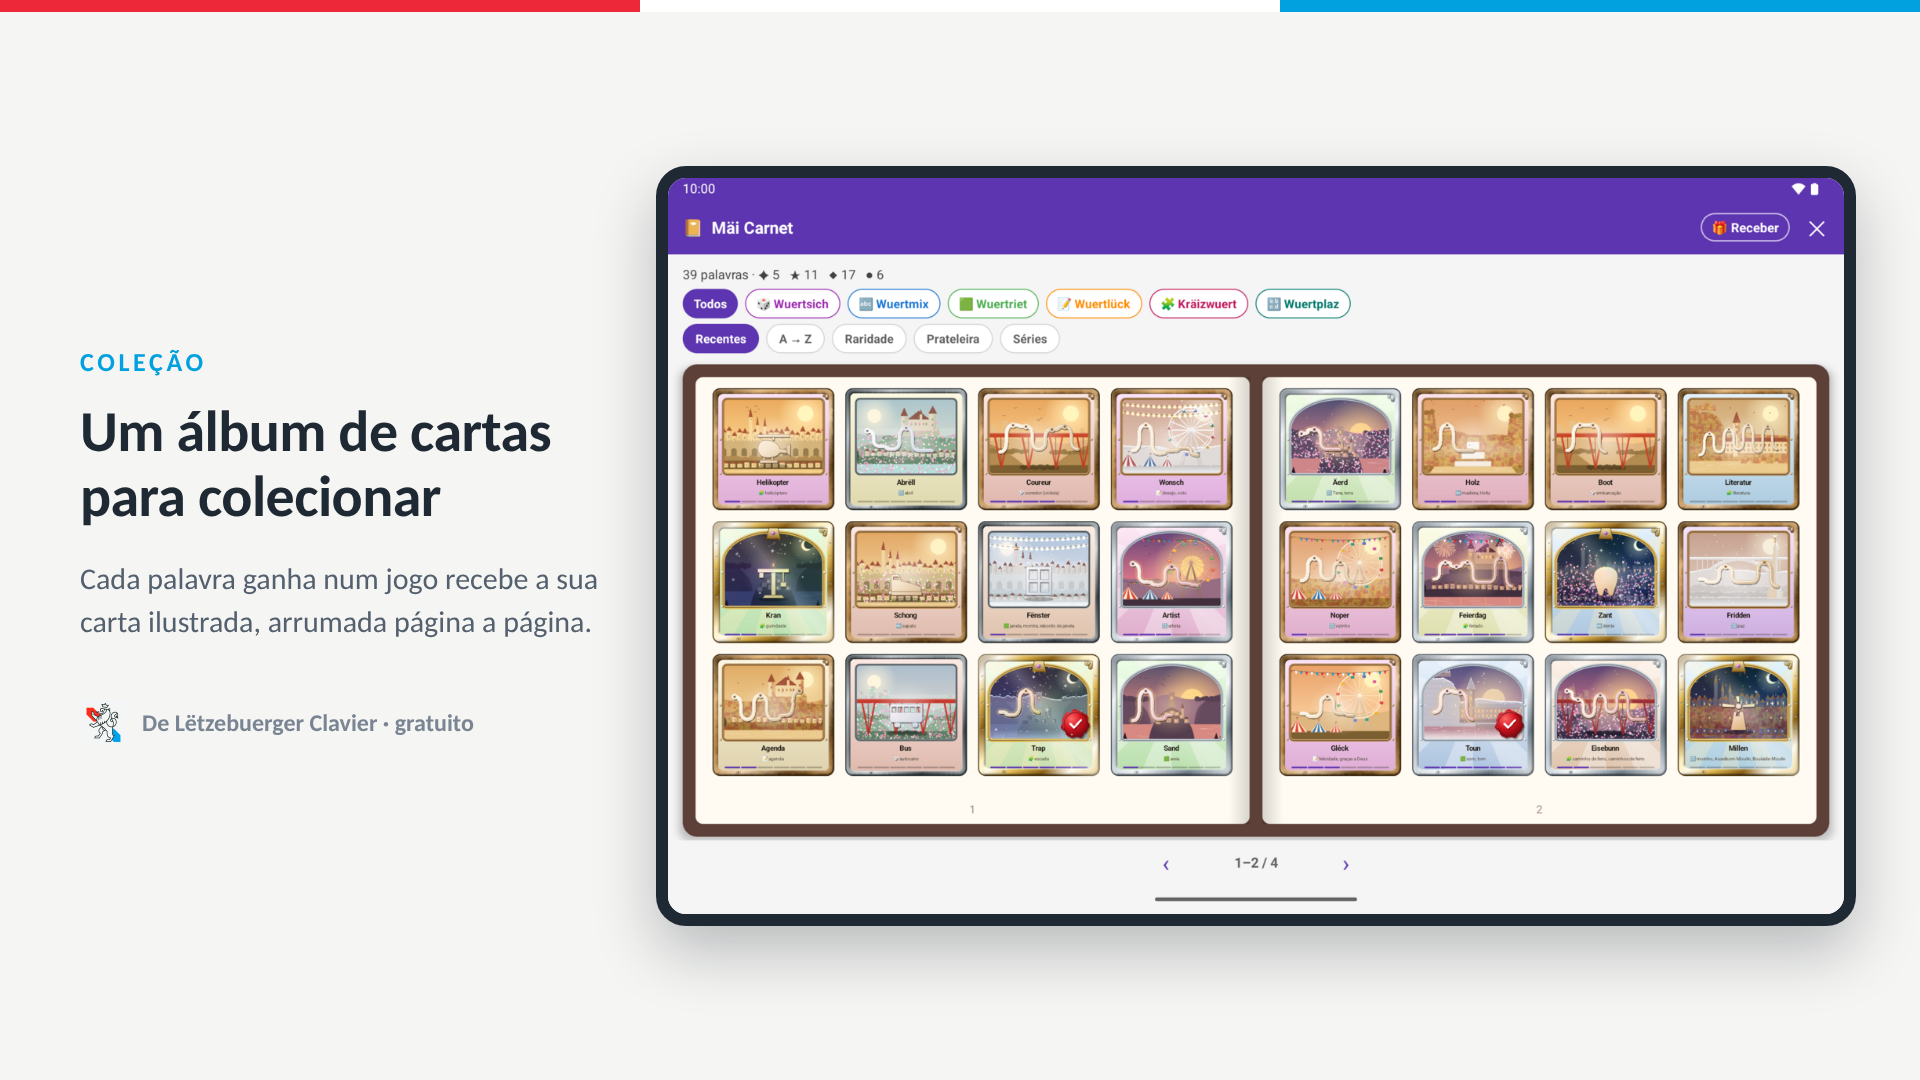 COLEÇÃO
Um álbum de cartas
para colecionar
Cada palavra ganha num jogo recebe a sua
carta ilustrada, arrumada página a página.
De Lëtzebuerger Clavier · gratuito
10:00
Mäi Carnet
Receber
39 palavras · ✦ 5 ★ 11 ◆ 17 ● 6
Todos Wuertsich Wuertmix Wuertriet Wuertlück Kräizwuert Wuertplaz
Recentes A → Z Raridade Prateleira Séries
Helikopter Abrëll Coureur Wonsch Äerd Holz Boot Literatur
Kran Schong Fënster Artist Noper Feierdag Zant Fridden
Agenda Bus Trap Sand Gléck Toun Eisebunn Millen
1 2
‹ 1–2 / 4 ›